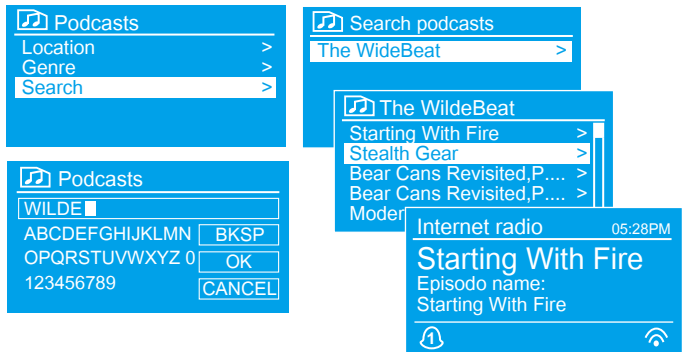 Podcasts
Location >
Genre >
Search >
Podcasts
WILDE
ABCDEFGHIJKLMN BKSP
OPQRSTUVWXYZ 0 OK
123456789 CANCEL
Search podcasts
The WideBeat >
The WildeBeat
Starting With Fire >
Stealth Gear >
Bear Cans Revisited,P.... >
Bear Cans Revisited,P.... >
Moder
Internet radio 05:28PM
Starting With Fire
Episodo name:
Starting With Fire
1